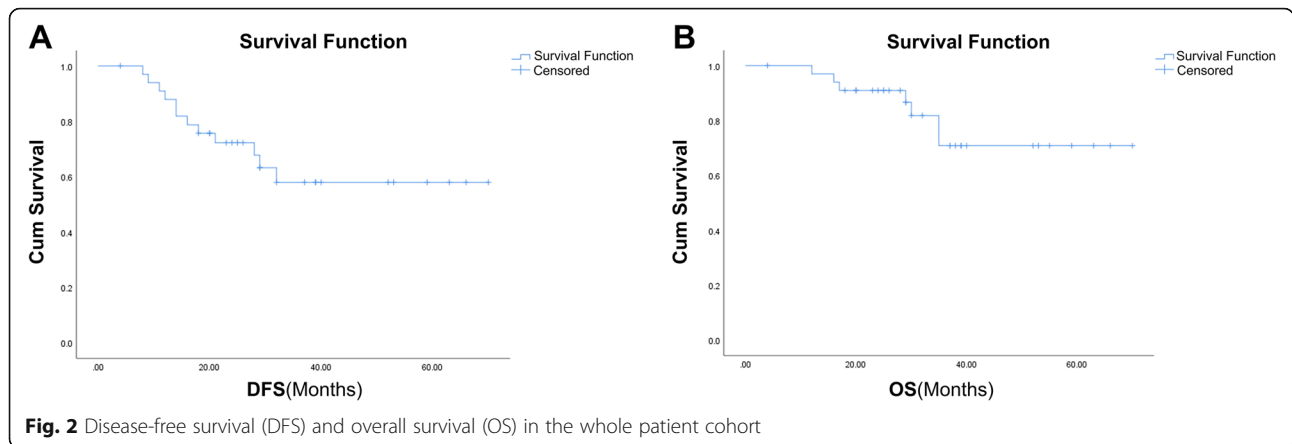 A
Survival Function
Survival Function
Censored
Cum Survival
1.0
0.8
0.6
0.4
0.2
0.0
.00 20.00 40.00 60.00
DFS(Months)
B
Survival Function
Survival Function
Censored
Cum Survival
1.0
0.8
0.6
0.4
0.2
0.0
.00 20.00 40.00 60.00
OS(Months)
Fig. 2 Disease-free survival (DFS) and overall survival (OS) in the whole patient cohort